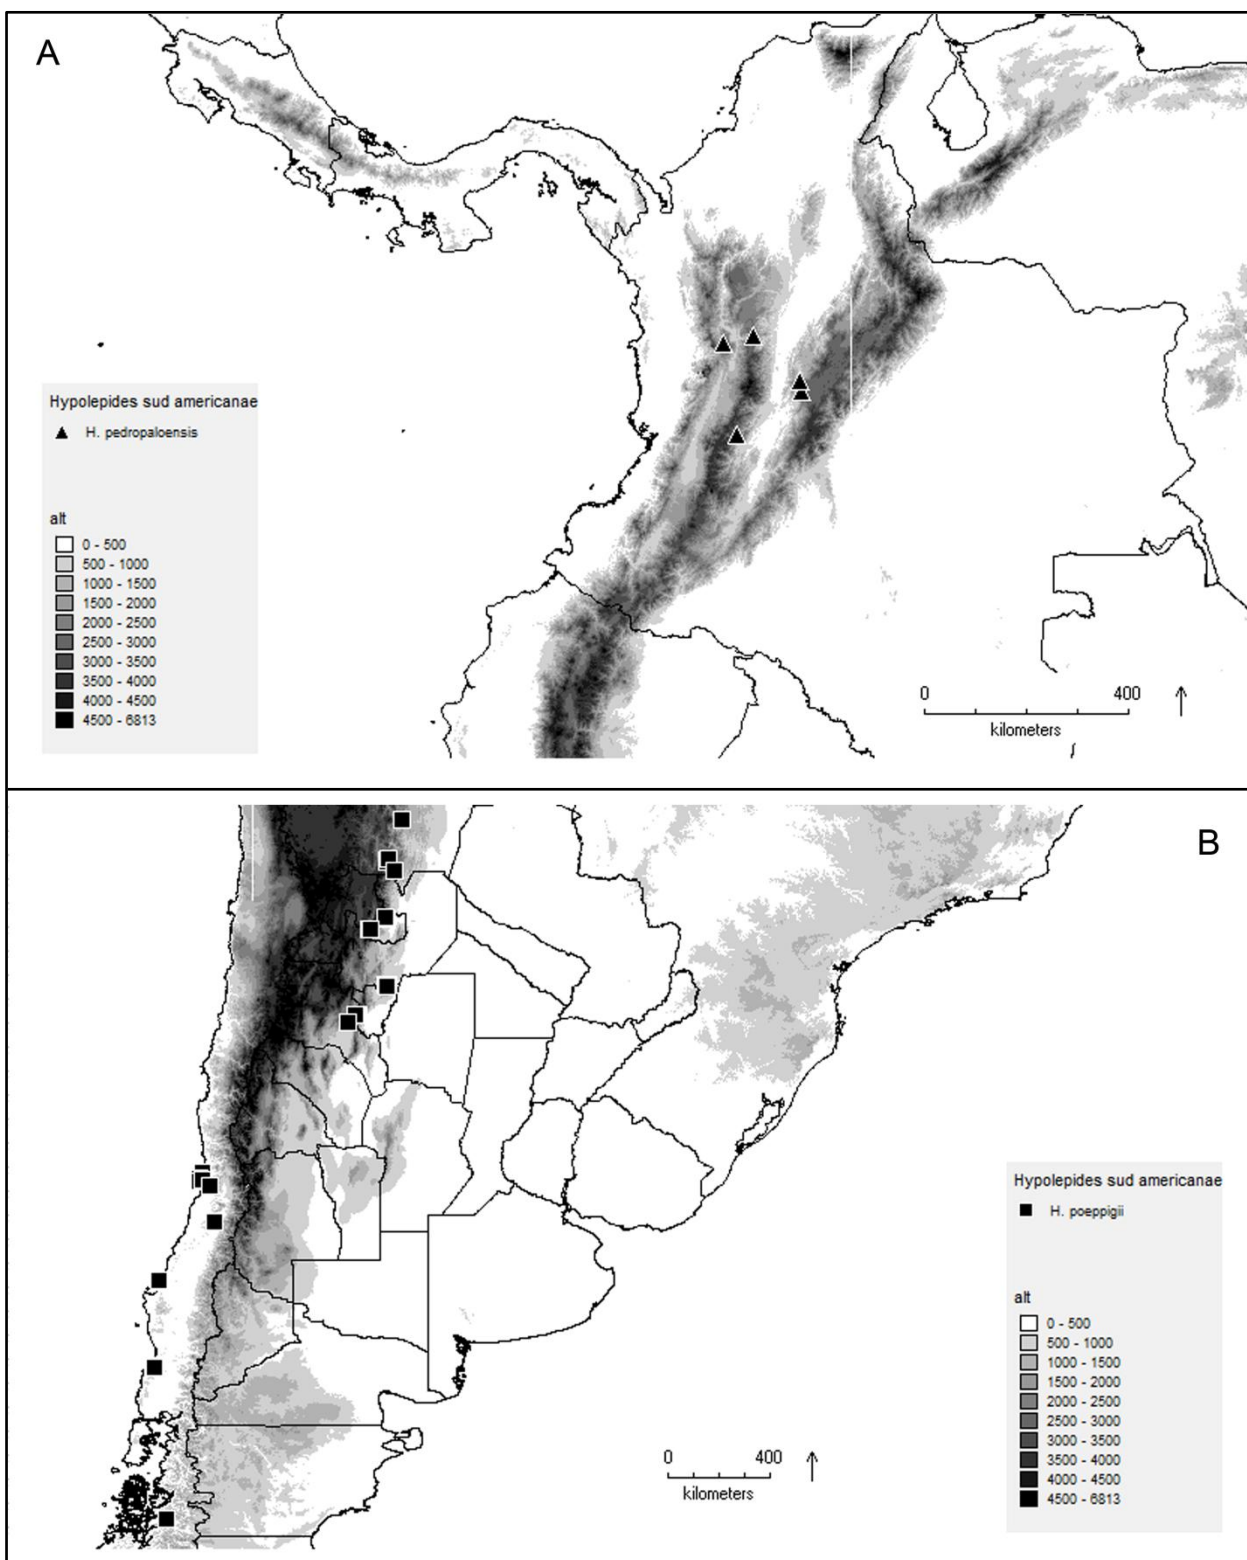 A
Hypolepides sud americanae
H. pedropaloensis
alt
0 - 500
500 - 1000
1000 - 1500
1500 - 2000
2000 - 2500
2500 - 3000
3000 - 3500
3500 - 4000
4000 - 4500
4500 - 6813
0 400
kilometers
B
Hypolepides sud americanae
H. poeppigii
alt
0 - 500
500 - 1000
1000 - 1500
1500 - 2000
2000 - 2500
2500 - 3000
3000 - 3500
3500 - 4000
4000 - 4500
4500 - 6813
0 400
kilometers